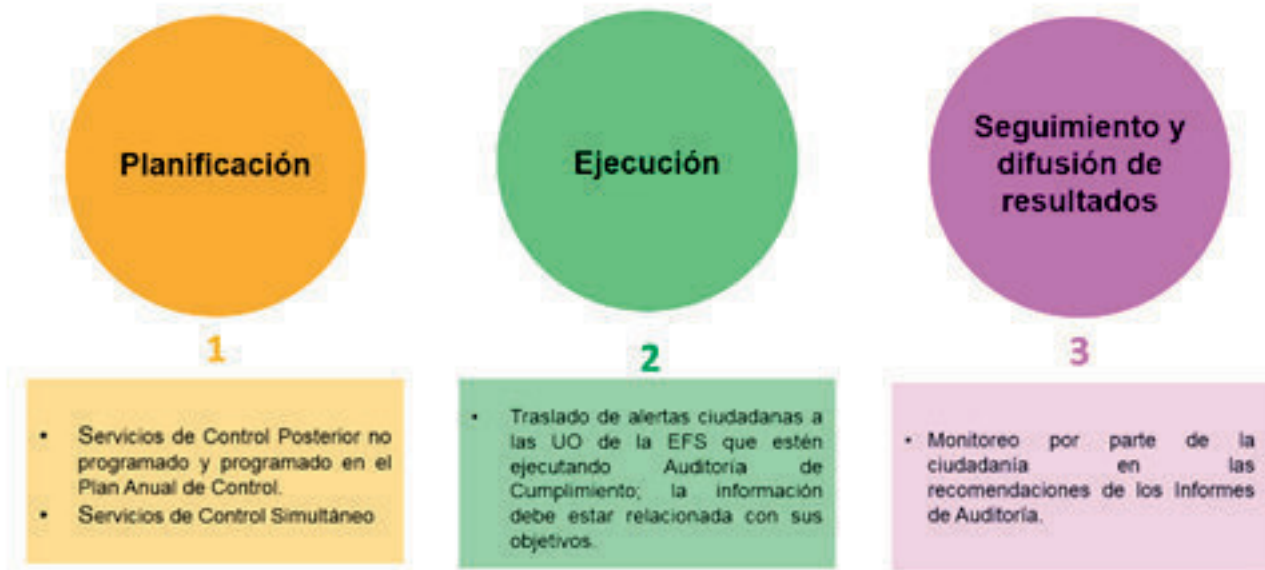 Planificación
Ejecución
Seguimiento y
difusión de
resultados
1
2
3
• Servicios de Control Posterior no
programado y programado en el
Plan Anual de Control.
• Servicios de Control Simultáneo
• Traslado de alertas ciudadanas a
las UO de la EFS que estén
ejecutando Auditoría de
Cumplimiento; la información
debe estar relacionada con sus
objetivos.
• Monitoreo por parte de la
ciudadanía en las
recomendaciones de los Informes
de Auditoría.